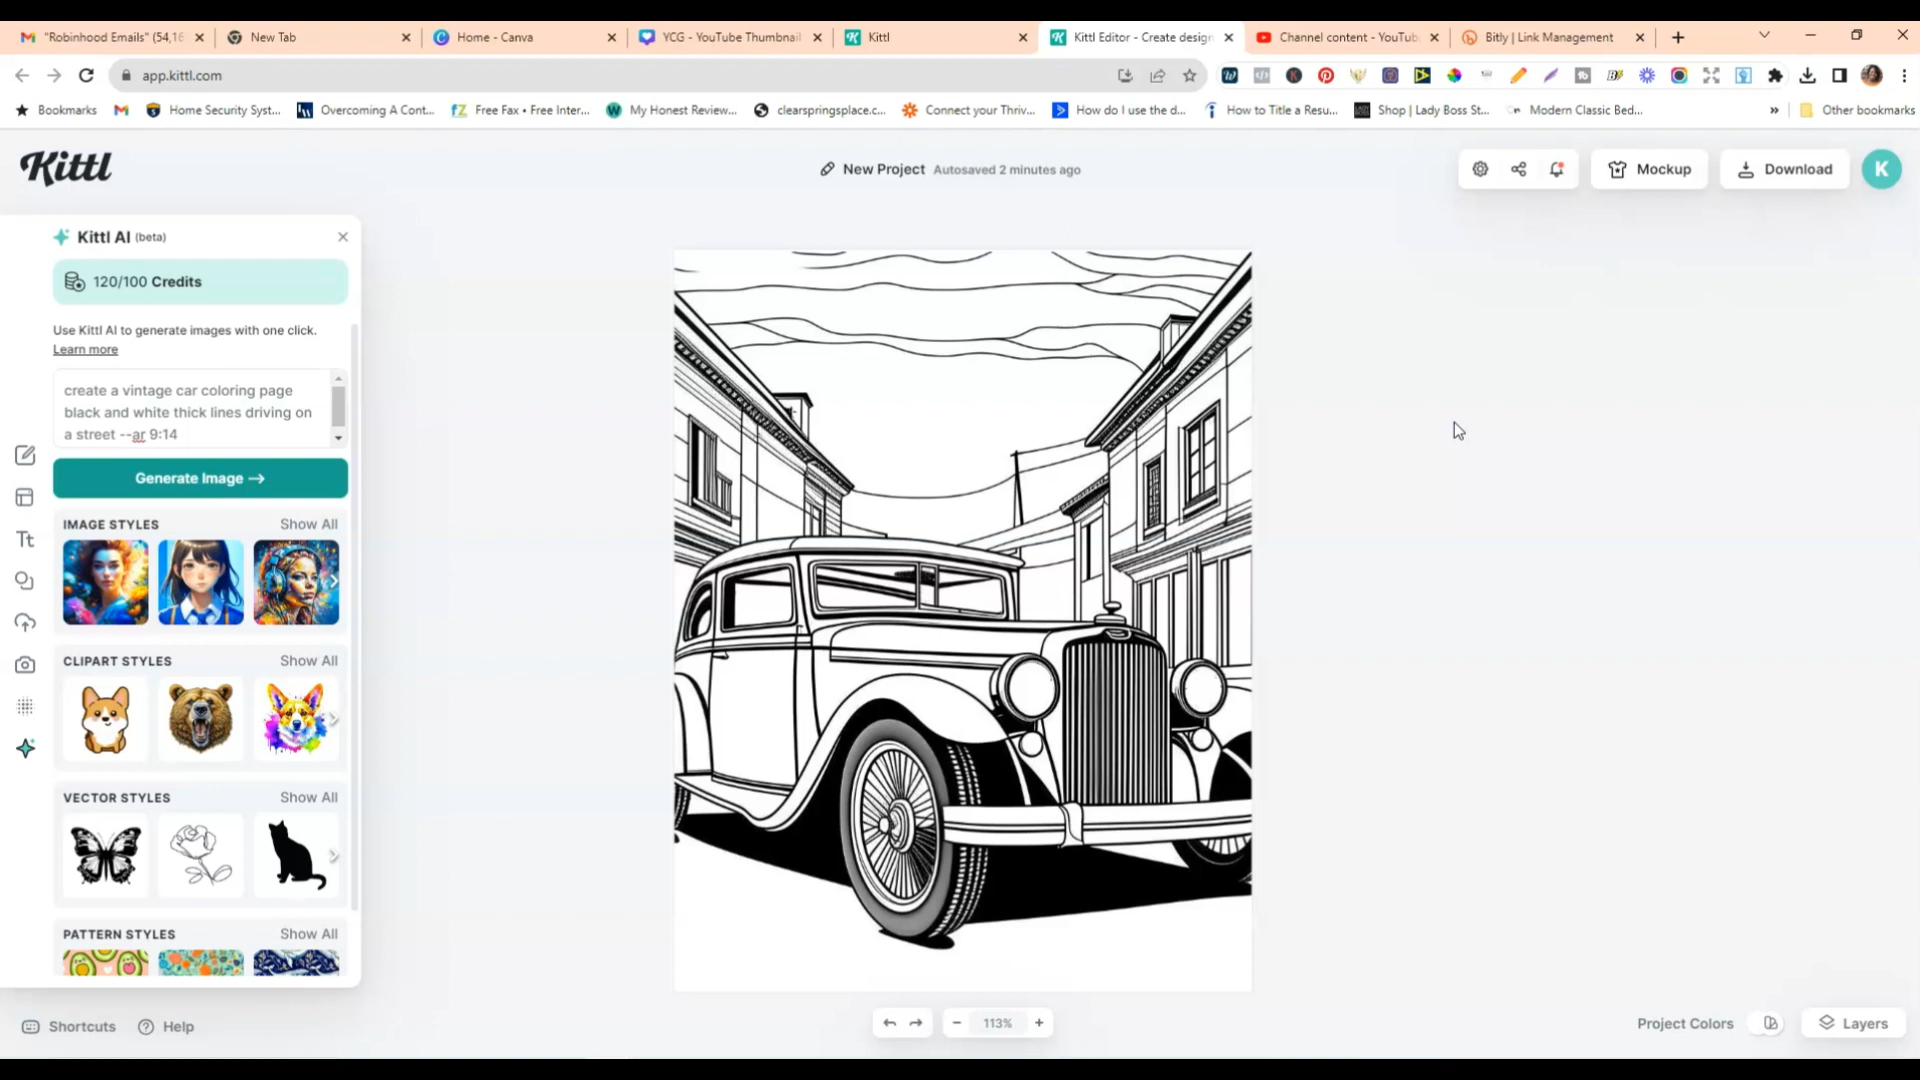 "Robinhood Emails" (54,16
New Tab
Home - Canva
YCG - YouTube Thumbnail
Kittl
Kittl Editor - Create design
Channel content - YouTub
Bitly | Link Management
app.kittl.com
Bookmarks
Home Security Syst...
Overcoming A Cont...
Free Fax • Free Inter...
My Honest Review...
clearspringsplace.c...
Connect your Thriv...
How do I use the d...
How to Title a Resu...
Shop | Lady Boss St...
Modern Classic Bed...
»
Other bookmarks
Kittl
New Project Autosaved 2 minutes ago
Mockup
Download
K
Kittl AI (beta)
120/100 Credits
Use Kittl AI to generate images with one click.
Learn more
create a vintage car coloring page
black and white thick lines driving on
a street --ar 9:14
Generate Image →
IMAGE STYLES Show All
CLIPART STYLES Show All
VECTOR STYLES Show All
PATTERN STYLES Show All
Tt
Shortcuts
Help
113%
Project Colors
Layers